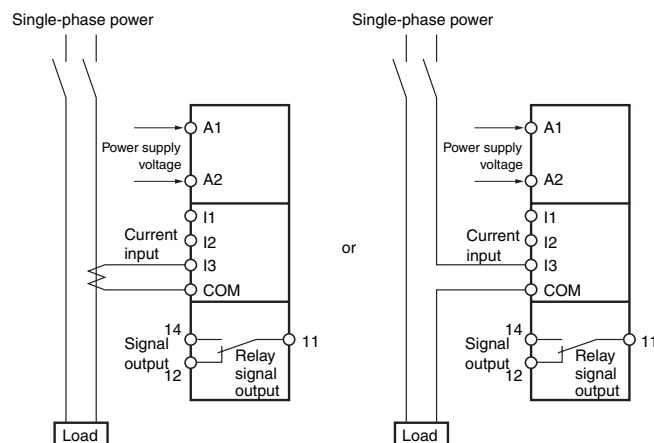 Single-phase power
A1
Power supply
voltage
A2
I1
I2
Current
input
I3
COM
14
Signal
output
12
11
Relay
signal
output
Load
or
Single-phase power
A1
Power supply
voltage
A2
I1
I2
Current
input
I3
COM
14
Signal
output
12
11
Relay
signal
output
Load